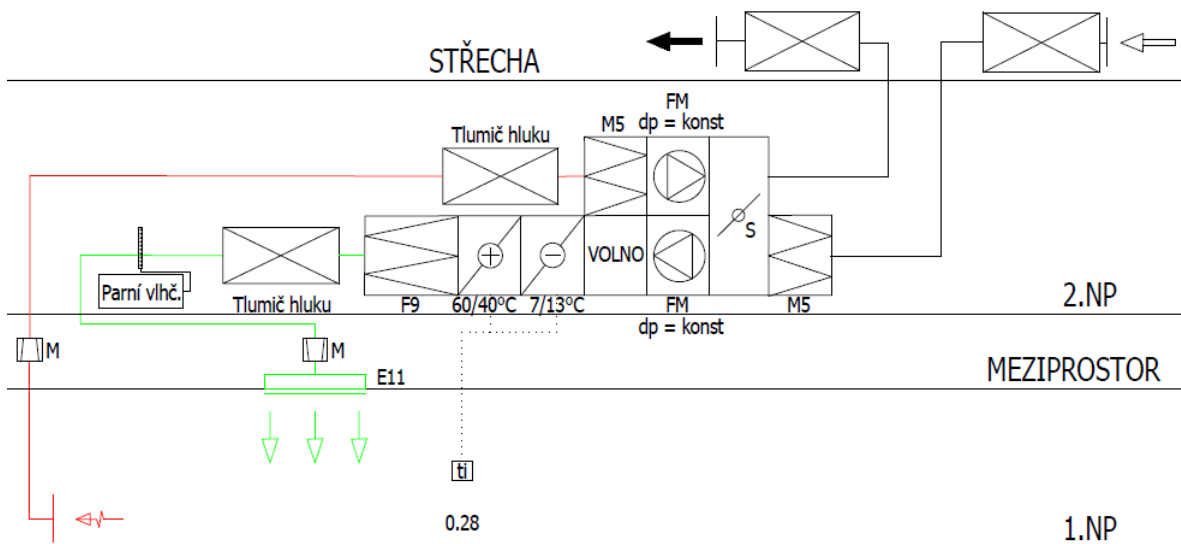 STŘECHA
FM
M5 dp = konst
Tlumič hluku
S
VOLNO
Parní vlhč.
Tlumič hluku F9 60/40°C 7/13°C FM M5 2.NP
dp = konst
M M
E11 MEZIPROSTOR
ti
0.28 1.NP